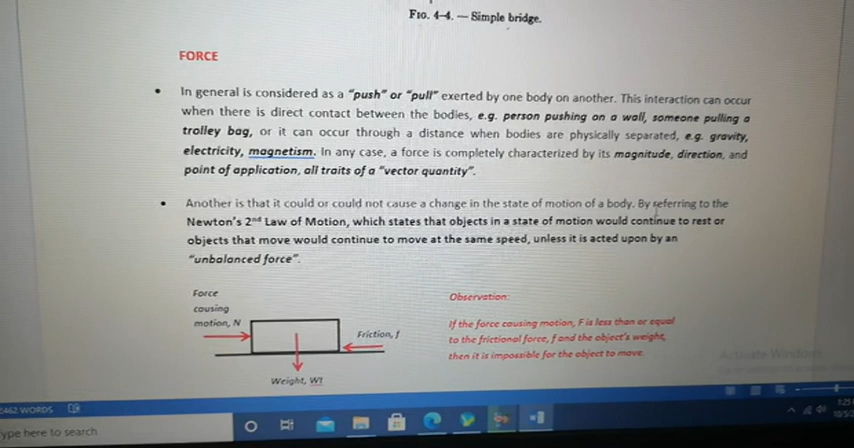 FIG. 4-4. — Simple bridge.
FORCE
• In general is considered as a "push" or "pull" exerted by one body on another. This interaction can occur
when there is direct contact between the bodies, e.g. person pushing on a wall, someone pulling a
trolley bag, or it can occur through a distance when bodies are physically separated, e.g. gravity,
electricity, magnetism. In any case, a force is completely characterized by its magnitude, direction, and
point of application, all traits of a "vector quantity".
• Another is that it could or could not cause a change in the state of motion of a body. By referring to the
Newton's 2nd Law of Motion, which states that objects in a state of motion would continue to rest or
objects that move would continue to move at the same speed, unless it is acted upon by an
"unbalanced force".
Force
causing
motion, N
Friction, f
Weight, Wt
Observation:
If the force causing motion, F is less than or equal
to the frictional force, f and the object's weight,
then it is impossible for the object to move
Activate Windows
2462 WORDS
ype here to search
1:25
10/5/2